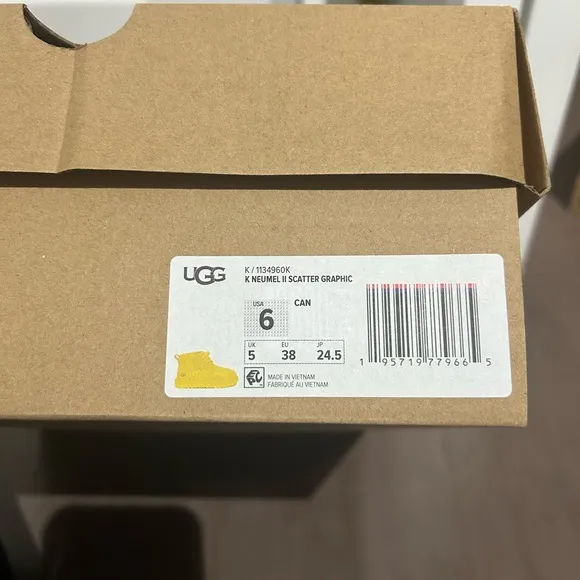 UGG
K / 1134960K
K NEUMEL II SCATTER GRAPHIC
USA CAN
6
UK EU JP
5 38 24.5
MADE IN VIETNAM
FABRIQUÉ AU VIETNAM
1 95719 77966 5